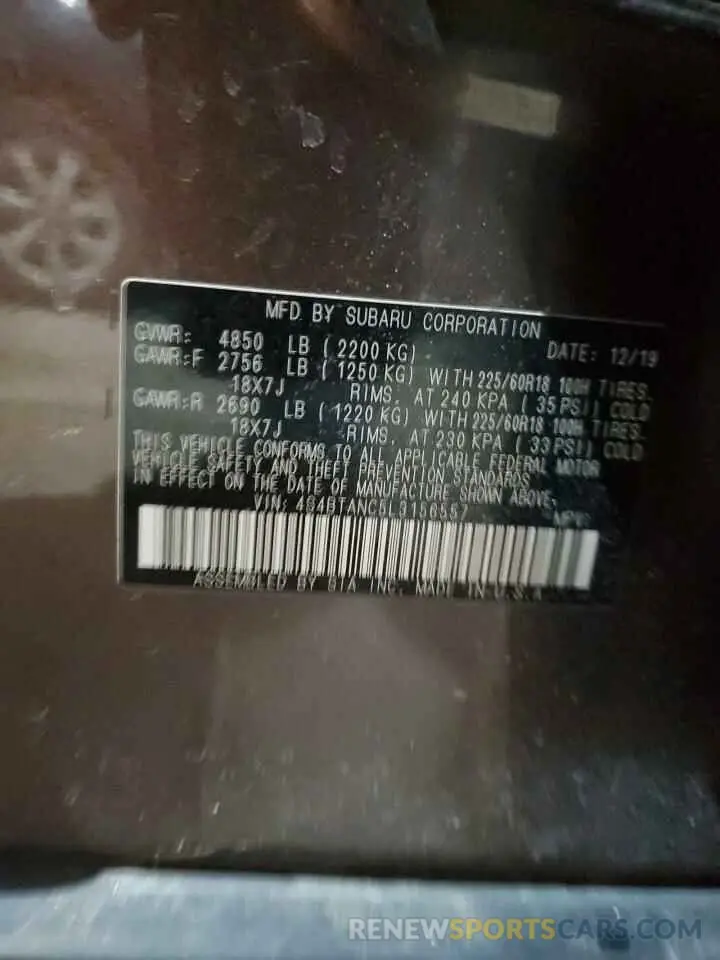 MFD. BY SUBARU CORPORATION
GVWR: 4850 LB (2200 KG) DATE: 12/19
GAWR:F 2756 LB (1250 KG) WITH 225/60R18 100H TIRES.
18X7J RIMS. AT 240 KPA (35 PSI) COLD
GAWR:R 2690 LB (1220 KG) WITH 225/60R18 100H TIRES.
18X7J RIMS. AT 230 KPA (33 PSI) COLD
THIS VEHICLE CONFORMS TO ALL APPLICABLE FEDERAL MOTOR
VEHICLE SAFETY AND THEFT PREVENTION STANDARDS
IN EFFECT ON THE DATE OF MANUFACTURE SHOWN ABOVE.
VIN: 4S4BTANC5L3156557
ASSEMBLED BY SIA INC. MADE IN U.S.A
RENEWSPORTSCARS.COM